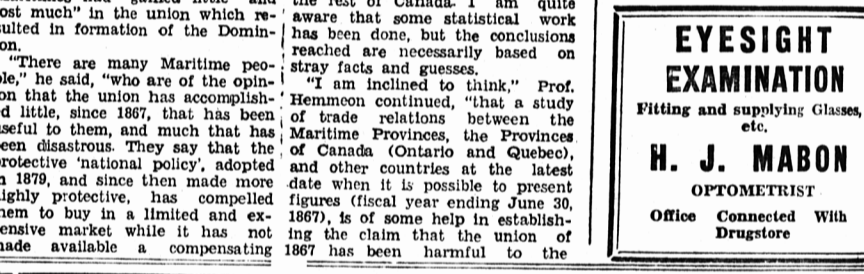 ost much" in the union which re-
sulted in formation of the Domin-
on.
"There are many Maritime peo-
ple," he said, "who are of the opin-
on that the union has accomplish-
d little, since 1867, that has been
useful to them, and much that has
een disastrous. They say that the
rotective 'national policy', adopted
n 1879, and since then made more
ighly protective, has compelled
hem to buy in a limited and ex-
ensive market while it has not
made available a compensating
the rest of Canada. I am quite
aware that some statistical work
has been done, but the conclusions
reached are necessarily based on
stray facts and guesses.
"I am inclined to think," Prof.
Hemmeon continued, "that a study
of trade relations between the
Maritime Provinces, the Provinces
of Canada (Ontario and Quebec),
and other countries at the latest
date when it is possible to present
figures (fiscal year ending June 30,
1867), is of some help in establish-
ing the claim that the union of
1867 has been harmful to the
EYESIGHT
EXAMINATION
Fitting and supplying Glasses,
etc.
H. J. MABON
OPTOMETRIST
Office Connected With
Drugstore